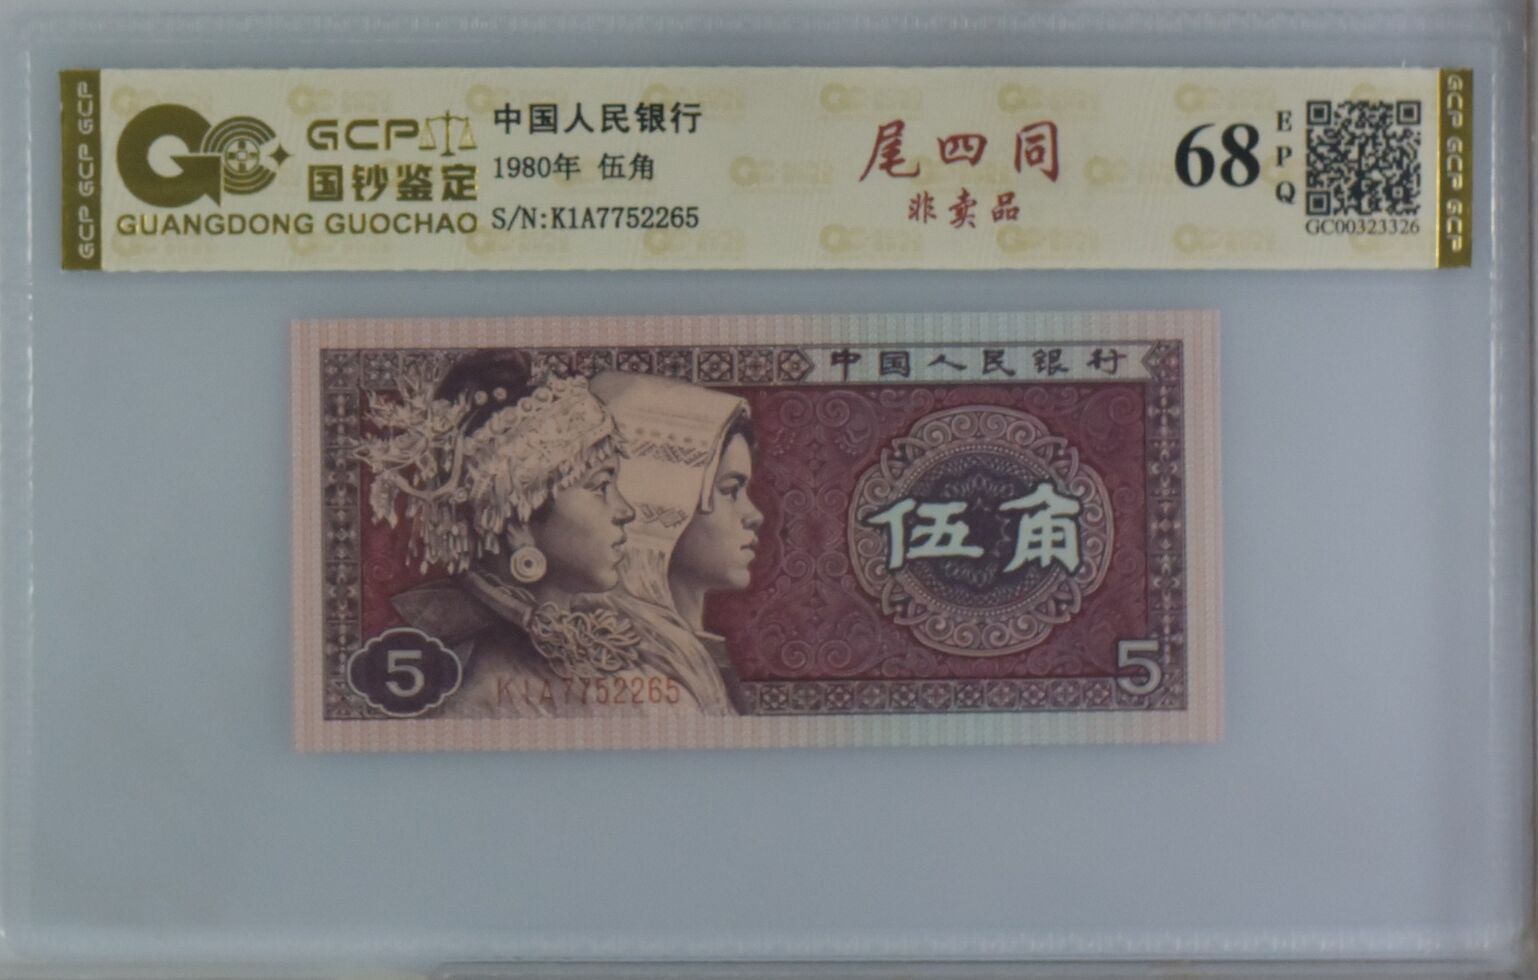 GCP GCP GCP
GCP
国钞鉴定
GUANGDONG GUOCHAO
中国人民银行
1980年 伍角
S/N:K1A7752265
尾四同
非卖品
68
EPQ
GC00323326
GCP GCP GCP
中国人民银行
伍角
5
K1A7752265
5